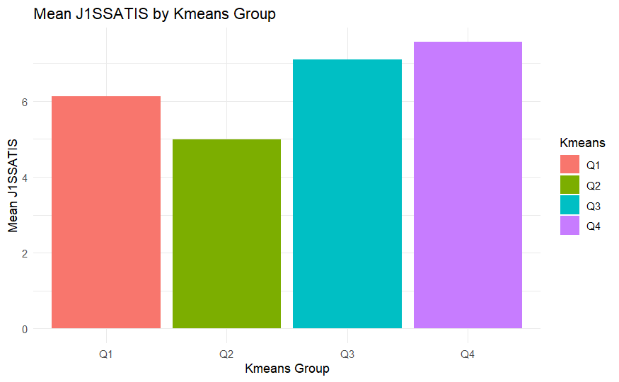 Mean J1SSATIS by Kmeans Group
Mean J1SSATIS
6
4
2
0
Q1 Q2 Q3 Q4
Kmeans Group
Kmeans
Q1
Q2
Q3
Q4